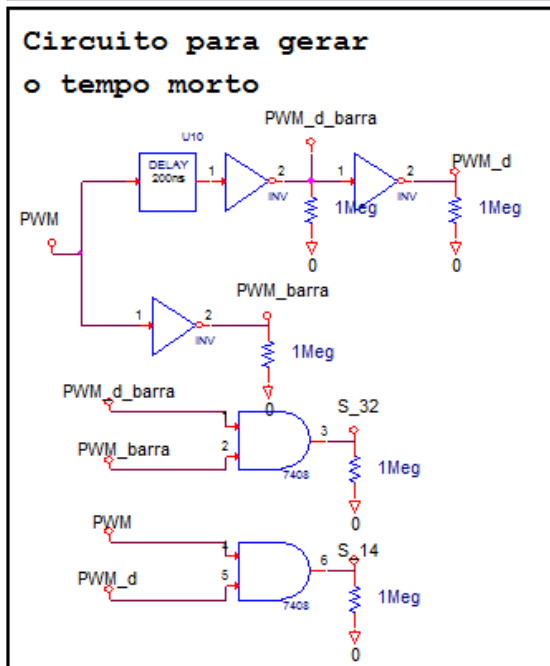 Circuito para gerar
o tempo morto
PWM_d_barra
U10
DELAY
200ns
1
2
INV
1Meg
0
1
2
INV
PWM_d
1Meg
0
PWM
1
2
INV
PWM_barra
1Meg
0
PWM_d_barra
1
PWM_barra
2
3
7408
S_32
1Meg
0
PWM
4
PWM_d
5
6
7408
S_14
1Meg
0